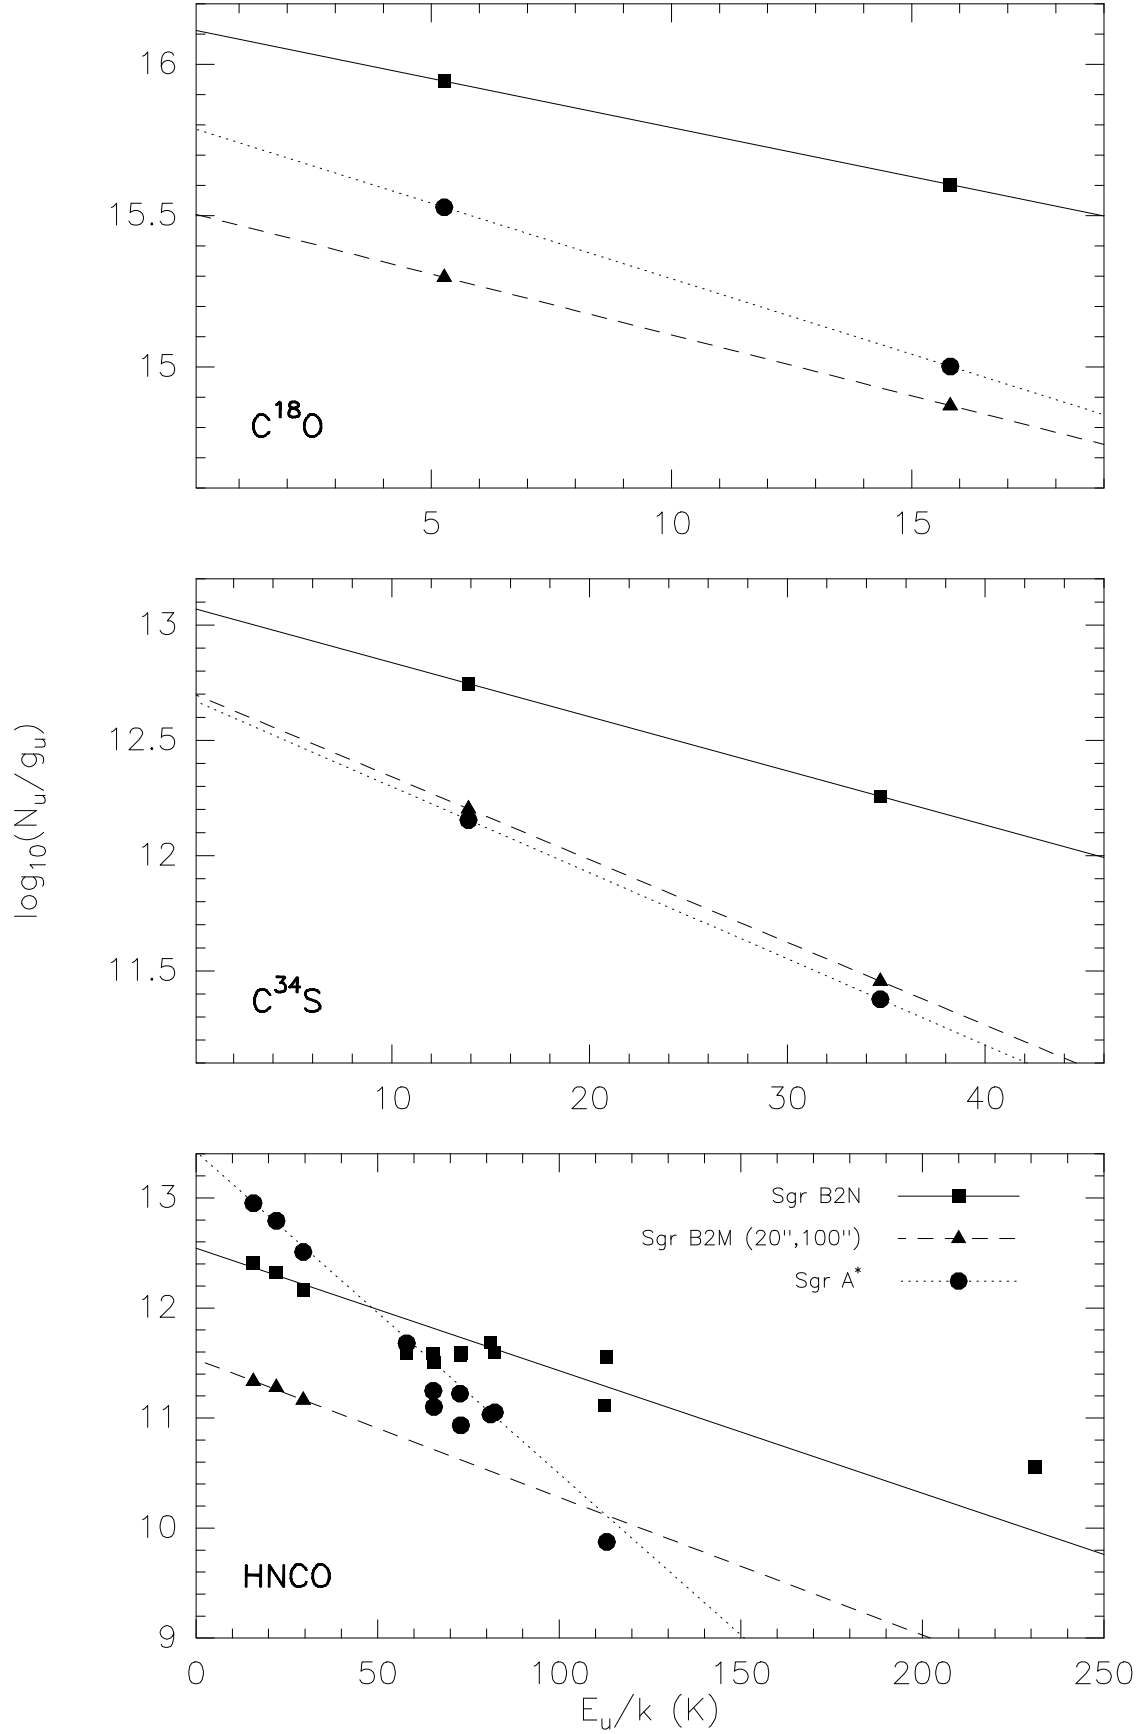 16
15.5
15
C¹⁸O
5 10 15
13
12.5
12
11.5
C³⁴S
10 20 30 40
log₁₀(Nᵤ/gᵤ)
13
12
11
10
9
Sgr B2N
Sgr B2M (20",100")
Sgr A*
HNCO
0 50 100 150 200 250
Eᵤ/k (K)